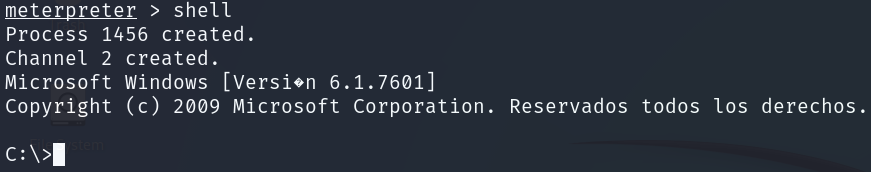 meterpreter > shell
Process 1456 created.
Channel 2 created.
Microsoft Windows [Versi�n 6.1.7601]
Copyright (c) 2009 Microsoft Corporation. Reservados todos los derechos.
C:\>